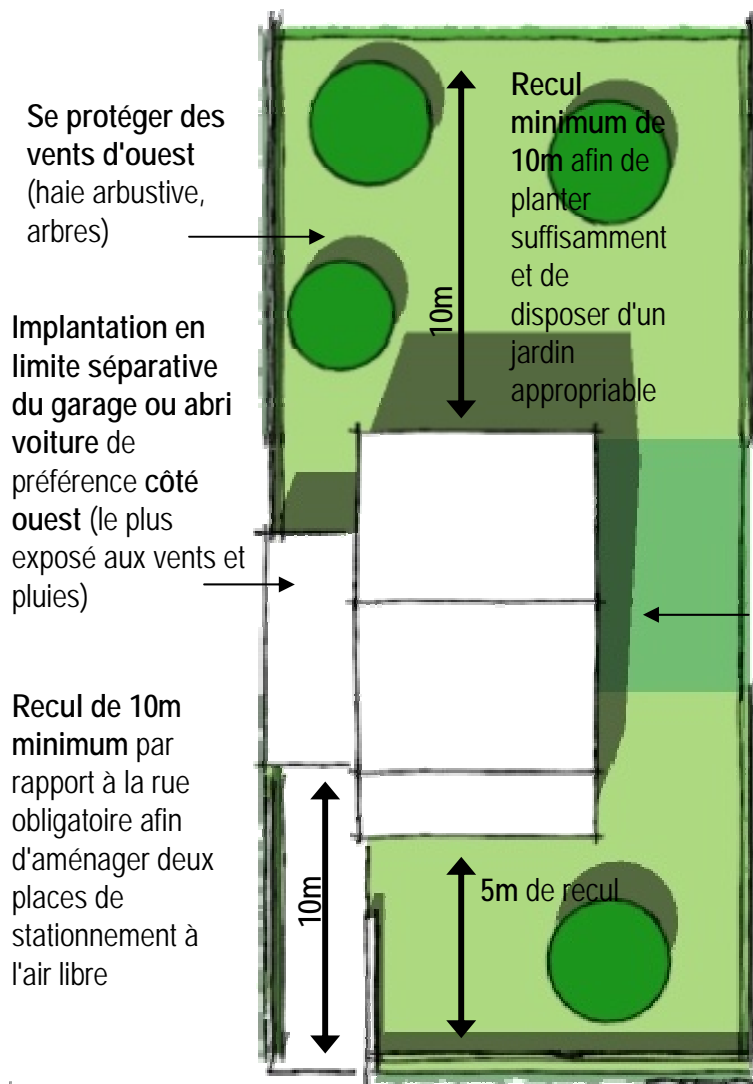 Se protéger des
vents d'ouest
(haie arbustive,
arbres)
Recul
minimum de
10m afin de
planter
suffisamment
et de
disposer d'un
jardin
appropriable
10m
Implantation en
limite séparative
du garage ou abri
voiture de
préférence côté
ouest (le plus
exposé aux vents et
pluies)
Recul de 10m
minimum par
rapport à la rue
obligatoire afin
d'aménager deux
places de
stationnement à
l'air libre
10m
5m de recul